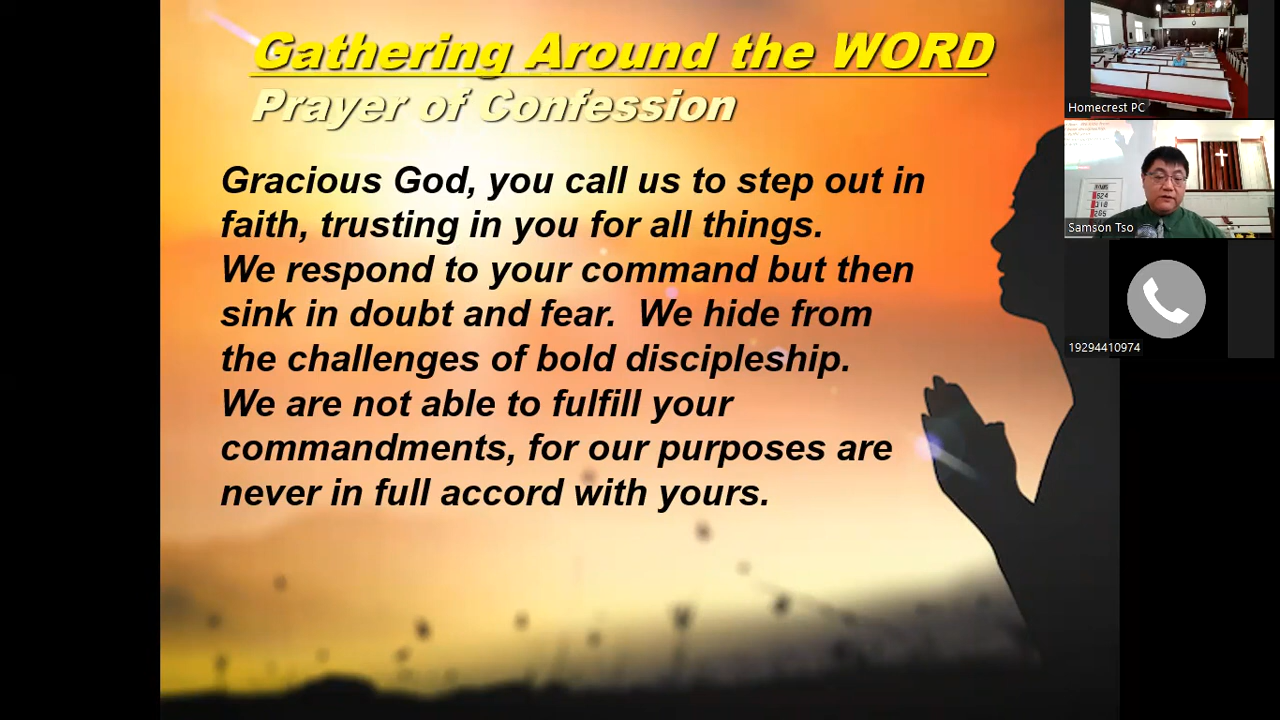 Gathering Around the WORD
Prayer of Confession
Gracious God, you call us to step out in
faith, trusting in you for all things.
We respond to your command but then
sink in doubt and fear.  We hide from
the challenges of bold discipleship.
We are not able to fulfill your
commandments, for our purposes are
never in full accord with yours.
Homecrest PC
Samson Tso
19294410974